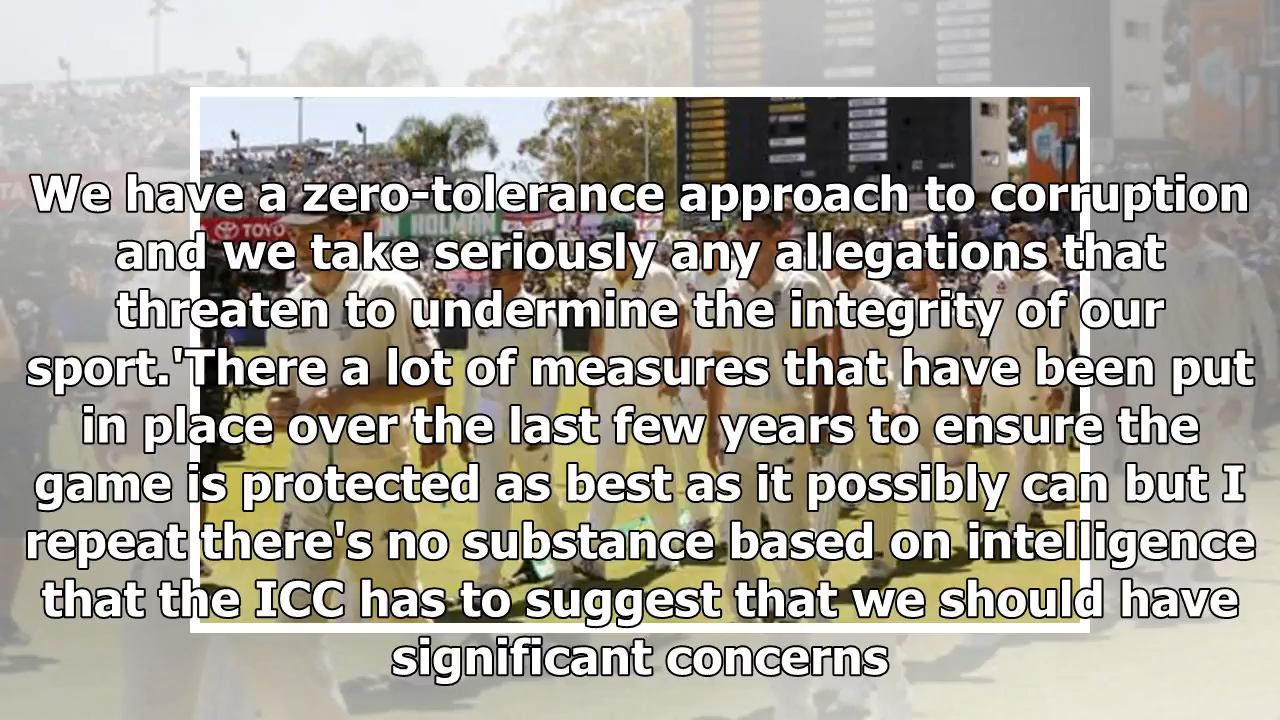 We have a zero-tolerance approach to corruption
and we take seriously any allegations that
threaten to undermine the integrity of our
sport.'There a lot of measures that have been put
in place over the last few years to ensure the
game is protected as best as it possibly can but I
repeat there's no substance based on intelligence
that the ICC has to suggest that we should have
significant concerns
TOYO
HOLMAN